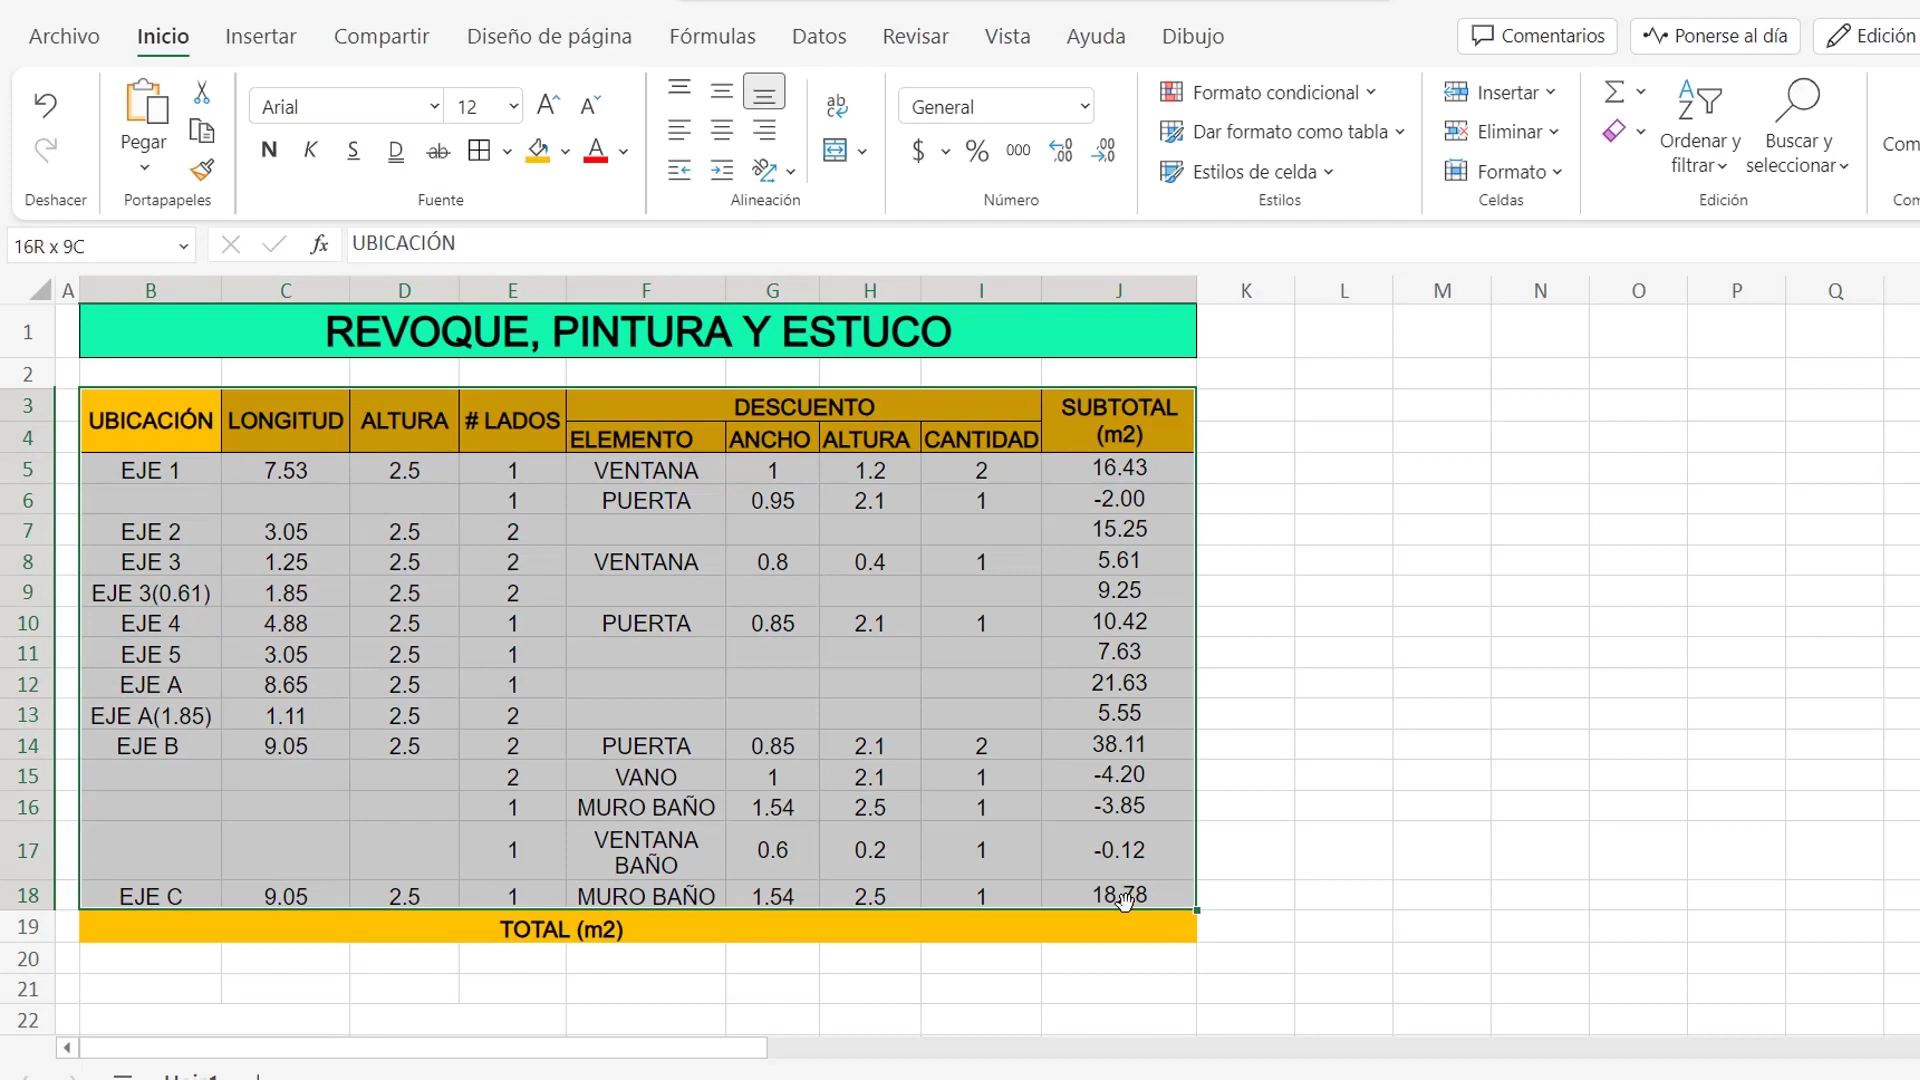 Archivo Inicio Insertar Compartir Diseño de página Fórmulas Datos Revisar Vista Ayuda Dibujo Comentarios Ponerse al día Edición
Pegar Arial 12 General Formato condicional Insertar
N K S D ab ab c $ % 000 Dar formato como tabla Eliminar Ordenar y filtrar Buscar y seleccionar
Estilos de celda Formato
Deshacer Portapapeles Fuente Alineación Número Estilos Celdas Edición
16R x 9C fx UBICACIÓN
A B C D E F G H I J K L M N O P Q
1 REVOQUE, PINTURA Y ESTUCO
2
3 UBICACIÓN LONGITUD ALTURA # LADOS DESCUENTO SUBTOTAL (m2)
4 ELEMENTO ANCHO ALTURA CANTIDAD
5 EJE 1 7.53 2.5 1 VENTANA 1 1.2 2 16.43
6 1 PUERTA 0.95 2.1 1 -2.00
7 EJE 2 3.05 2.5 2 15.25
8 EJE 3 1.25 2.5 2 VENTANA 0.8 0.4 1 5.61
9 EJE 3(0.61) 1.85 2.5 2 9.25
10 EJE 4 4.88 2.5 1 PUERTA 0.85 2.1 1 10.42
11 EJE 5 3.05 2.5 1 7.63
12 EJE A 8.65 2.5 1 21.63
13 EJE A(1.85) 1.11 2.5 2 5.55
14 EJE B 9.05 2.5 2 PUERTA 0.85 2.1 2 38.11
15 2 VANO 1 2.1 1 -4.20
16 1 MURO BAÑO 1.54 2.5 1 -3.85
17 1 VENTANA BAÑO 0.6 0.2 1 -0.12
18 EJE C 9.05 2.5 1 MURO BAÑO 1.54 2.5 1 18.78
19 TOTAL (m2)
20
21
22